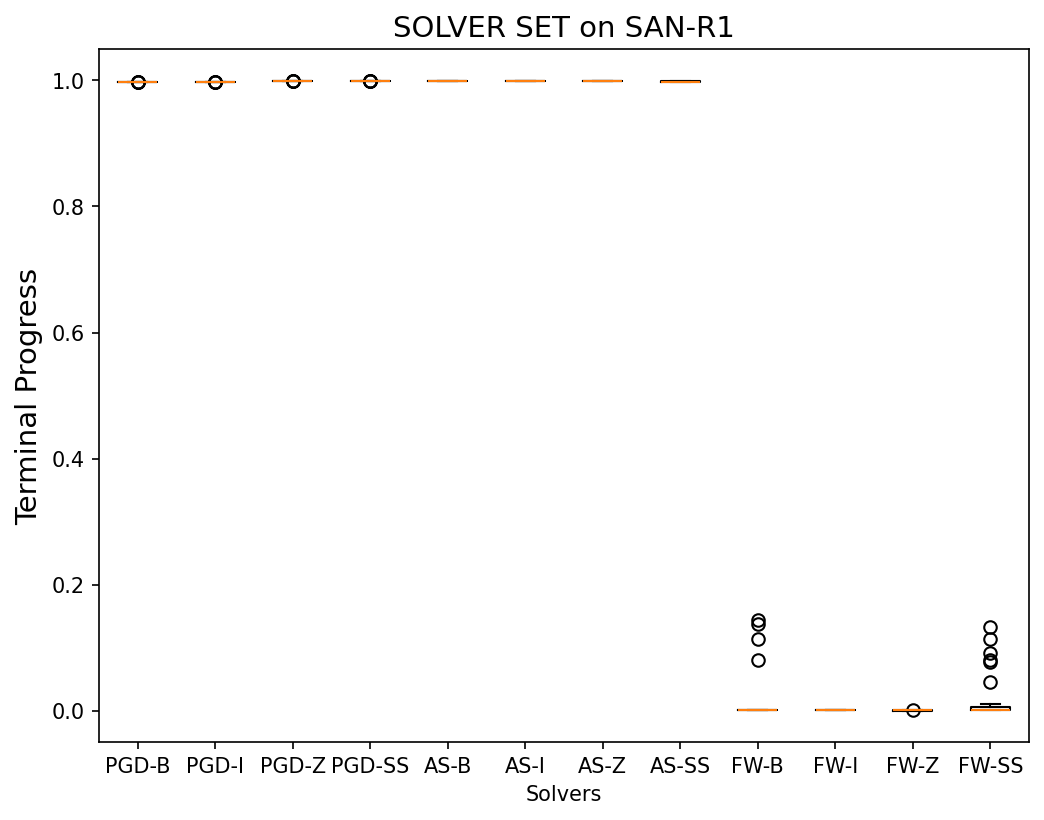 SOLVER SET on SAN-R1
Terminal Progress
1.0
0.8
0.6
0.4
0.2
0.0
PGD-B PGD-I PGD-Z PGD-SS AS-B AS-I AS-Z AS-SS FW-B FW-I FW-Z FW-SS
Solvers